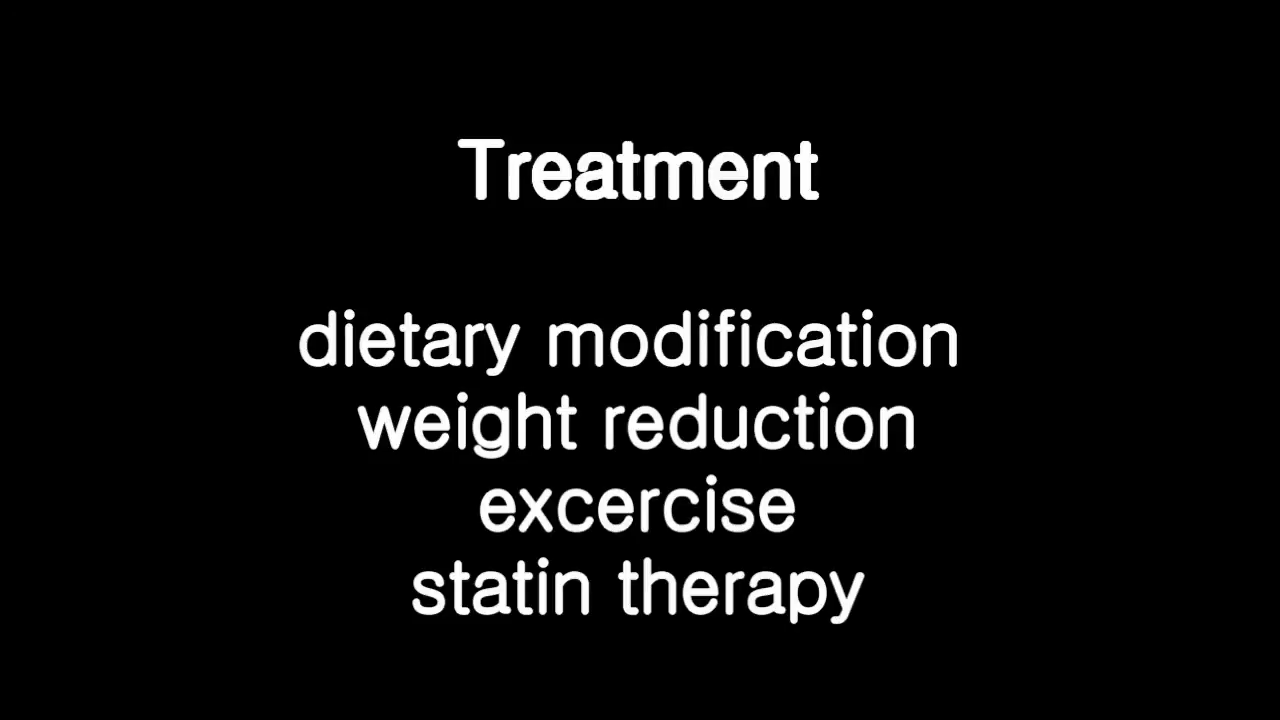 Treatment
dietary modification
weight reduction
excercise
statin therapy